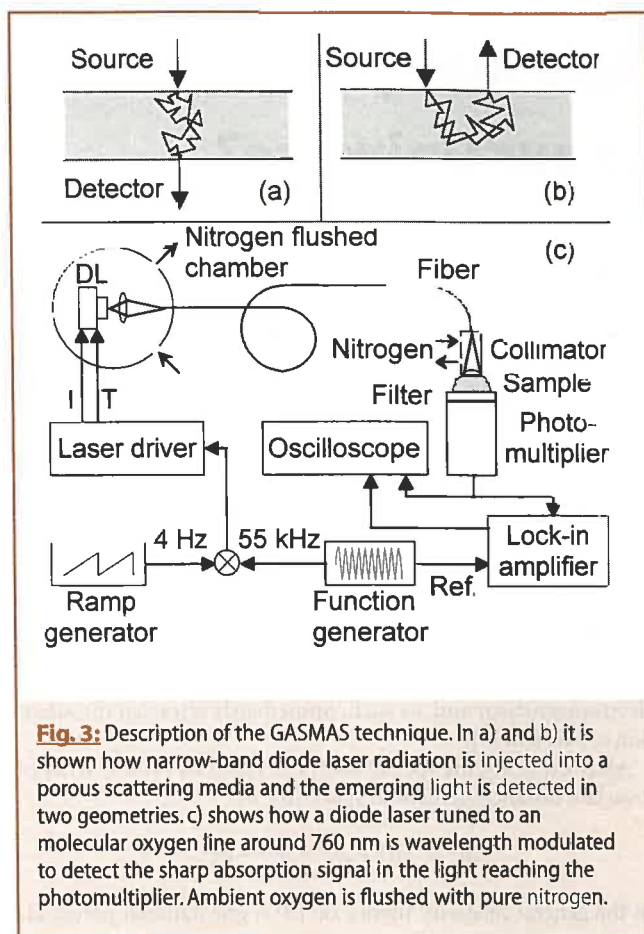 Source
Detector
(a)
Source
Detector
(b)
(c)
Nitrogen flushed
chamber
DL
Fiber
Nitrogen
Collimator
Sample
Filter
Photo-
multiplier
I T
Laser driver
Oscilloscope
Lock-in
amplifier
4 Hz
55 kHz
Ref.
Ramp
generator
Function
generator
Fig. 3: Description of the GASMAS technique. In a) and b) it is
shown how narrow-band diode laser radiation is injected into a
porous scattering media and the emerging light is detected in
two geometries. c) shows how a diode laser tuned to an
molecular oxygen line around 760 nm is wavelength modulated
to detect the sharp absorption signal in the light reaching the
photomultiplier. Ambient oxygen is flushed with pure nitrogen.